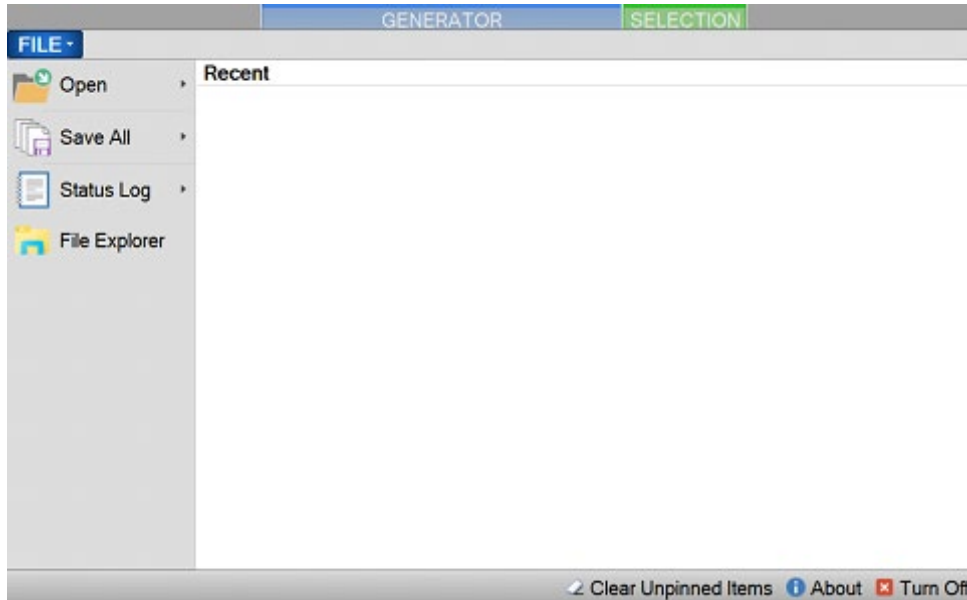 GENERATOR SELECTION
FILE
Open
Recent
Save All
Status Log
File Explorer
Clear Unpinned Items About Turn Off